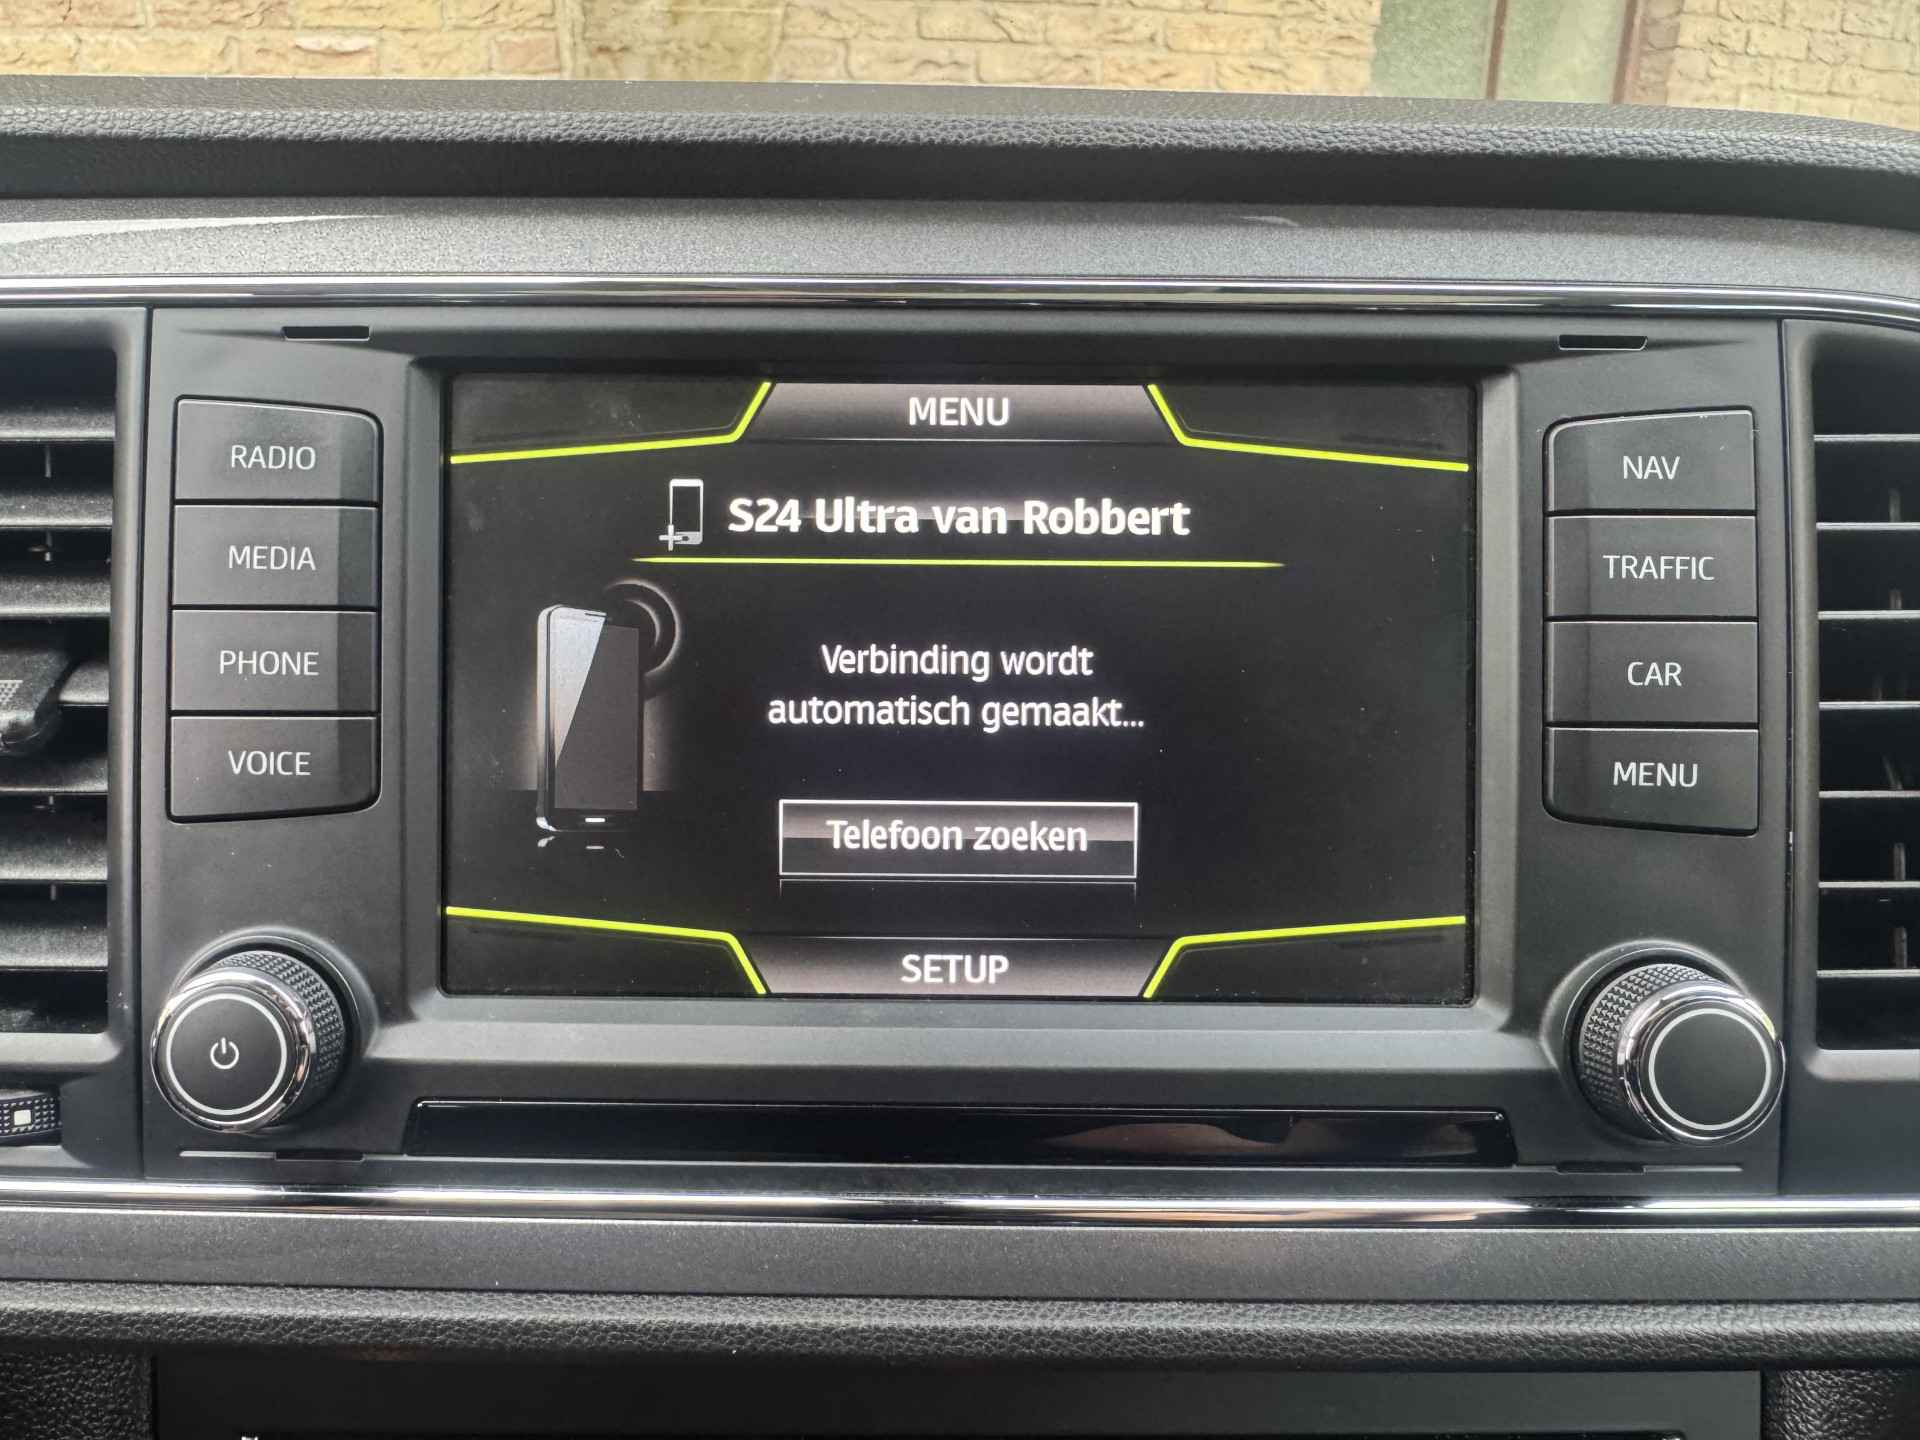 MENU
S24 Ultra van Robbert
Verbinding wordt
automatisch gemaakt...
Telefoon zoeken
SETUP
RADIO
MEDIA
PHONE
VOICE
NAV
TRAFFIC
CAR
MENU